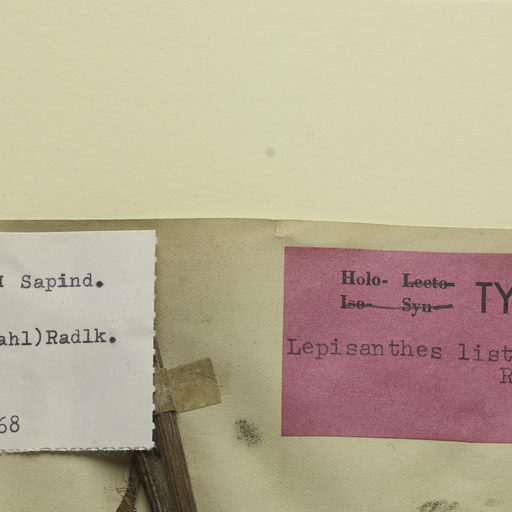 Sapind.
ahl)Radlk.
68
Holo- Lecto-
Iso- Syn- TY
Lepisanthes list
R